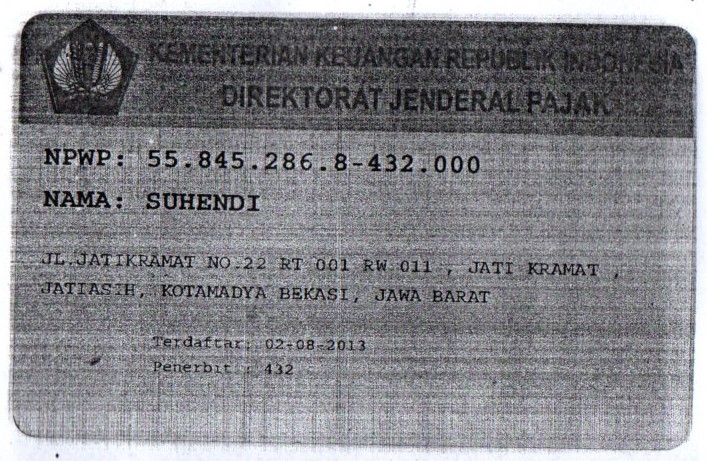 KEMENTERIAN KEUANGAN REPUBLIK INDONESIA
DIREKTORAT JENDERAL PAJAK
NPWP: 55.845.286.8-432.000
NAMA: SUHENDI
JL.JATIKRAMAT NO.22 RT 001 RW 011 , JATI KRAMAT ,
JATIASIH, KOTAMADYA BEKASI, JAWA BARAT
Terdaftar: 02-08-2013
Penerbit : 432